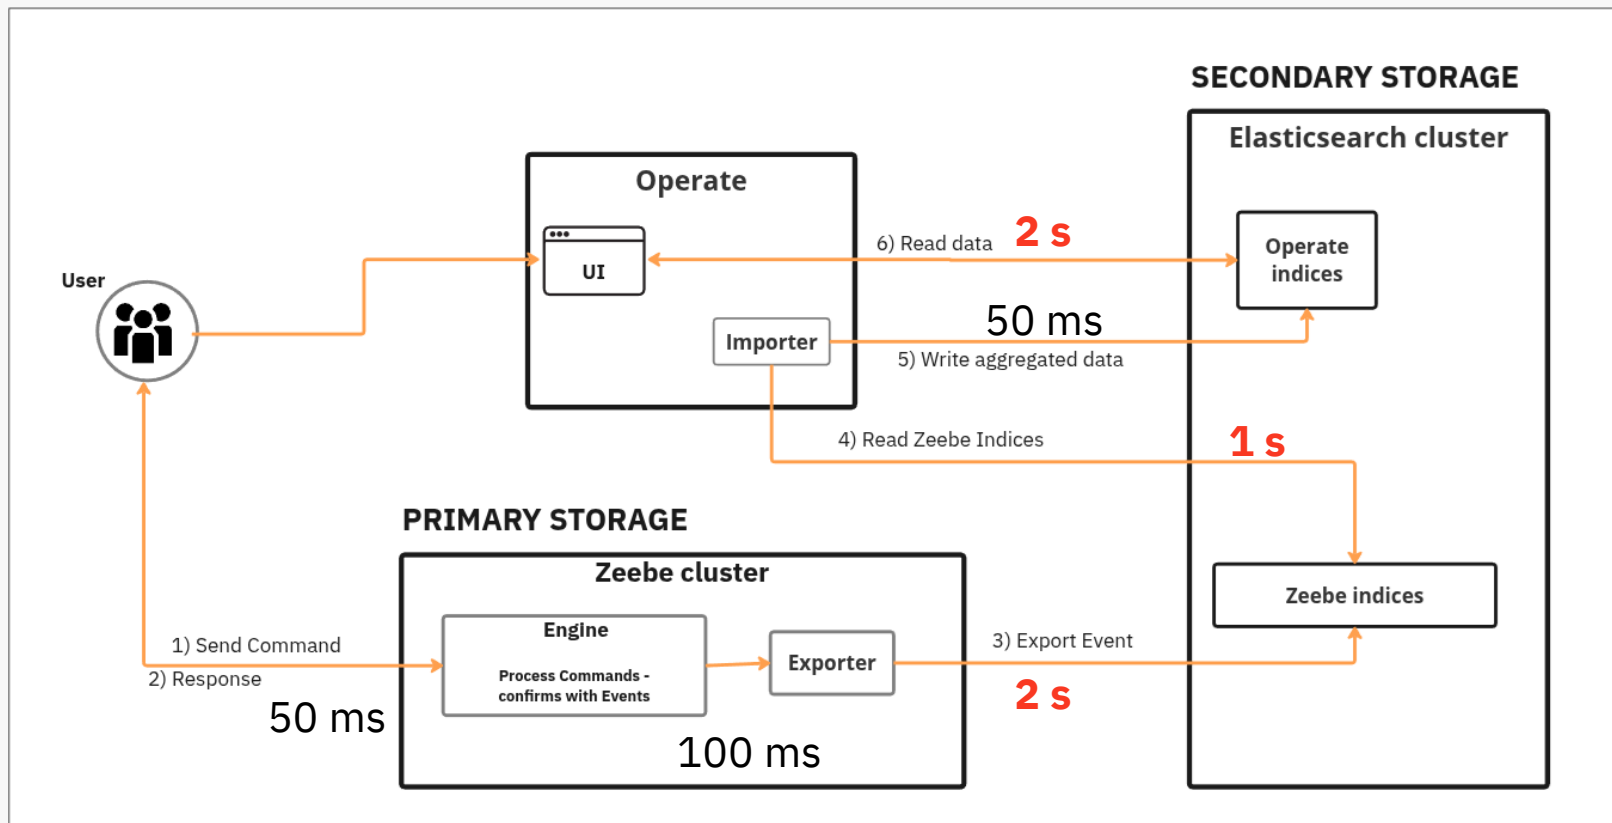 SECONDARY STORAGE
Elasticsearch cluster
Operate
6) Read data
2 s
Operate
indices
UI
User
50 ms
Importer
5) Write aggregated data
4) Read Zeebe Indices
1 s
PRIMARY STORAGE
Zeebe cluster
Zeebe indices
Engine
1) Send Command
3) Export Event
Exporter
2) Response
Process Commands -
confirms with Events
2 s
50 ms
100 ms